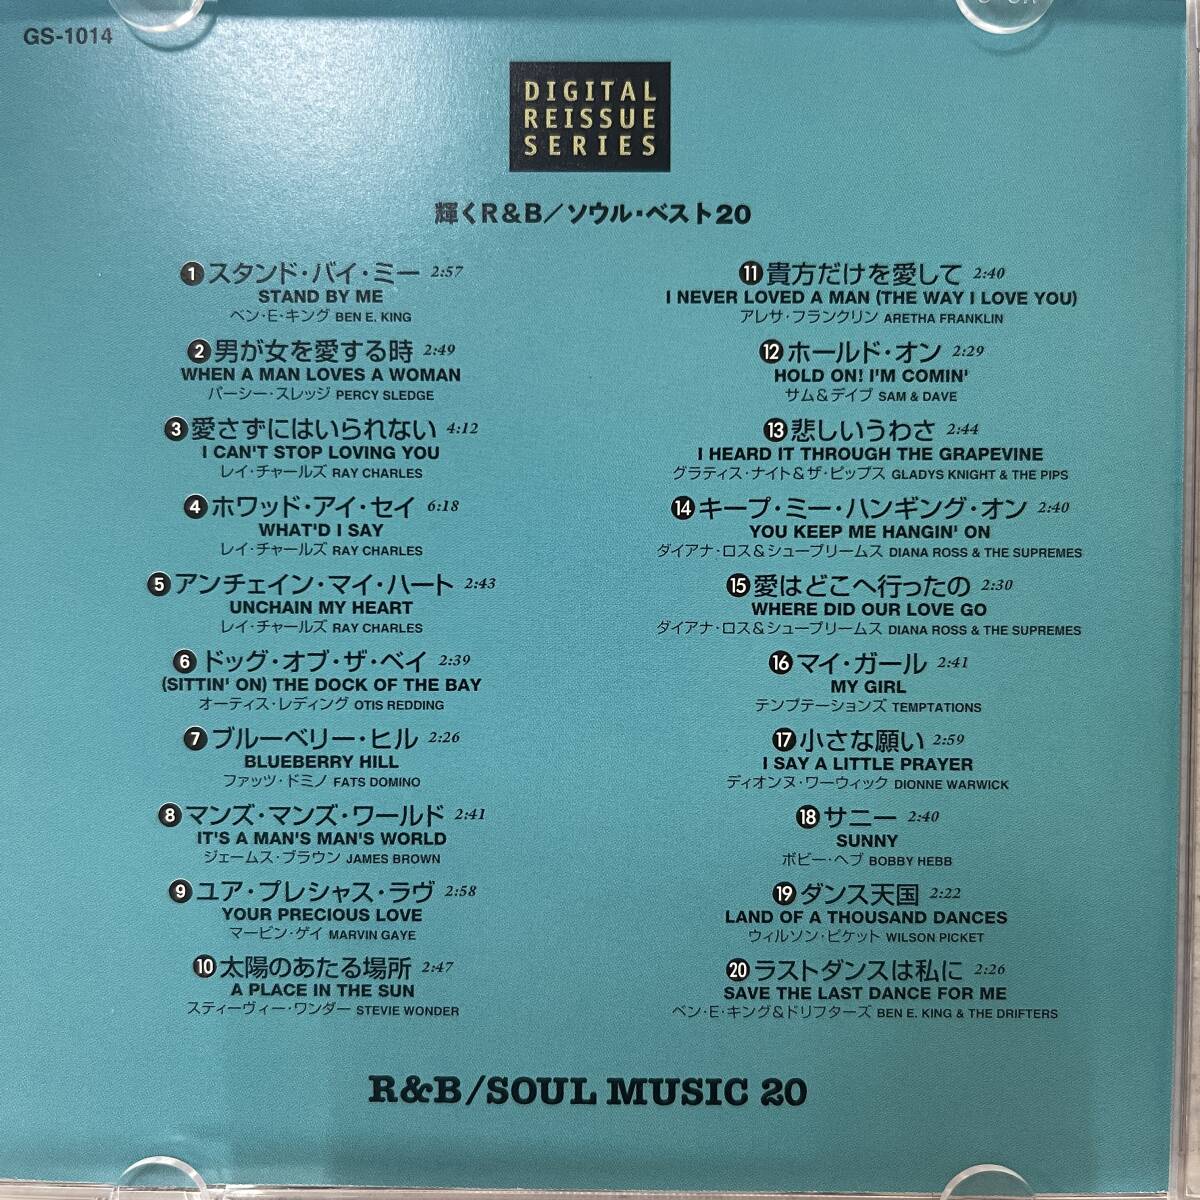 GS-1014
DIGITAL
REISSUE
SERIES
輝くR&B/ソウル・ベスト20
1 スタンド・バイ・ミー 2:57
STAND BY ME
ベン・E・キング BEN E. KING
2 男が女を愛する時 2:49
WHEN A MAN LOVES A WOMAN
パーシー・スレッジ PERCY SLEDGE
3 愛さずにはいられない 4:12
I CAN'T STOP LOVING YOU
レイ・チャールズ RAY CHARLES
4 ホワッド・アイ・セイ 6:18
WHAT'D I SAY
レイ・チャールズ RAY CHARLES
5 アンチェイン・マイ・ハート 2:43
UNCHAIN MY HEART
レイ・チャールズ RAY CHARLES
6 ドッグ・オブ・ザ・ベイ 2:39
(SITTIN' ON) THE DOCK OF THE BAY
オーティス・レディング OTIS REDDING
7 ブルーベリー・ヒル 2:26
BLUEBERRY HILL
ファッツ・ドミノ FATS DOMINO
8 マンズ・マンズ・ワールド 2:41
IT'S A MAN'S MAN'S WORLD
ジェームス・ブラウン JAMES BROWN
9 ユア・プレシャス・ラヴ 2:58
YOUR PRECIOUS LOVE
マービン・ゲイ MARVIN GAYE
10 太陽のあたる場所 2:47
A PLACE IN THE SUN
スティーヴィー・ワンダー STEVIE WONDER
11 貴方だけを愛して 2:40
I NEVER LOVED A MAN (THE WAY I LOVE YOU)
アレサ・フランクリン ARETHA FRANKLIN
12 ホールド・オン 2:29
HOLD ON! I'M COMIN'
サム&デイブ SAM & DAVE
13 悲しいうわさ 2:44
I HEARD IT THROUGH THE GRAPEVINE
グラディス・ナイト&ザ・ピップス GLADYS KNIGHT & THE PIPS
14 キープ・ミー・ハンギング・オン 2:40
YOU KEEP ME HANGIN' ON
ダイアナ・ロス&シュープリームス DIANA ROSS & THE SUPREMES
15 愛はどこへ行ったの 2:30
WHERE DID OUR LOVE GO
ダイアナ・ロス&シュープリームス DIANA ROSS & THE SUPREMES
16 マイ・ガール 2:41
MY GIRL
テンプテーションズ TEMPTATIONS
17 小さな願い 2:59
I SAY A LITTLE PRAYER
ディオンヌ・ワーウィック DIONNE WARWICK
18 サニー 2:40
SUNNY
ボビー・ヘブ BOBBY HEBB
19 ダンス天国 2:22
LAND OF A THOUSAND DANCES
ウィルソン・ピケット WILSON PICKET
20 ラストダンスは私に 2:26
SAVE THE LAST DANCE FOR ME
ベン・E・キング&ドリフターズ BEN E. KING & THE DRIFTERS
R&B/SOUL MUSIC 20